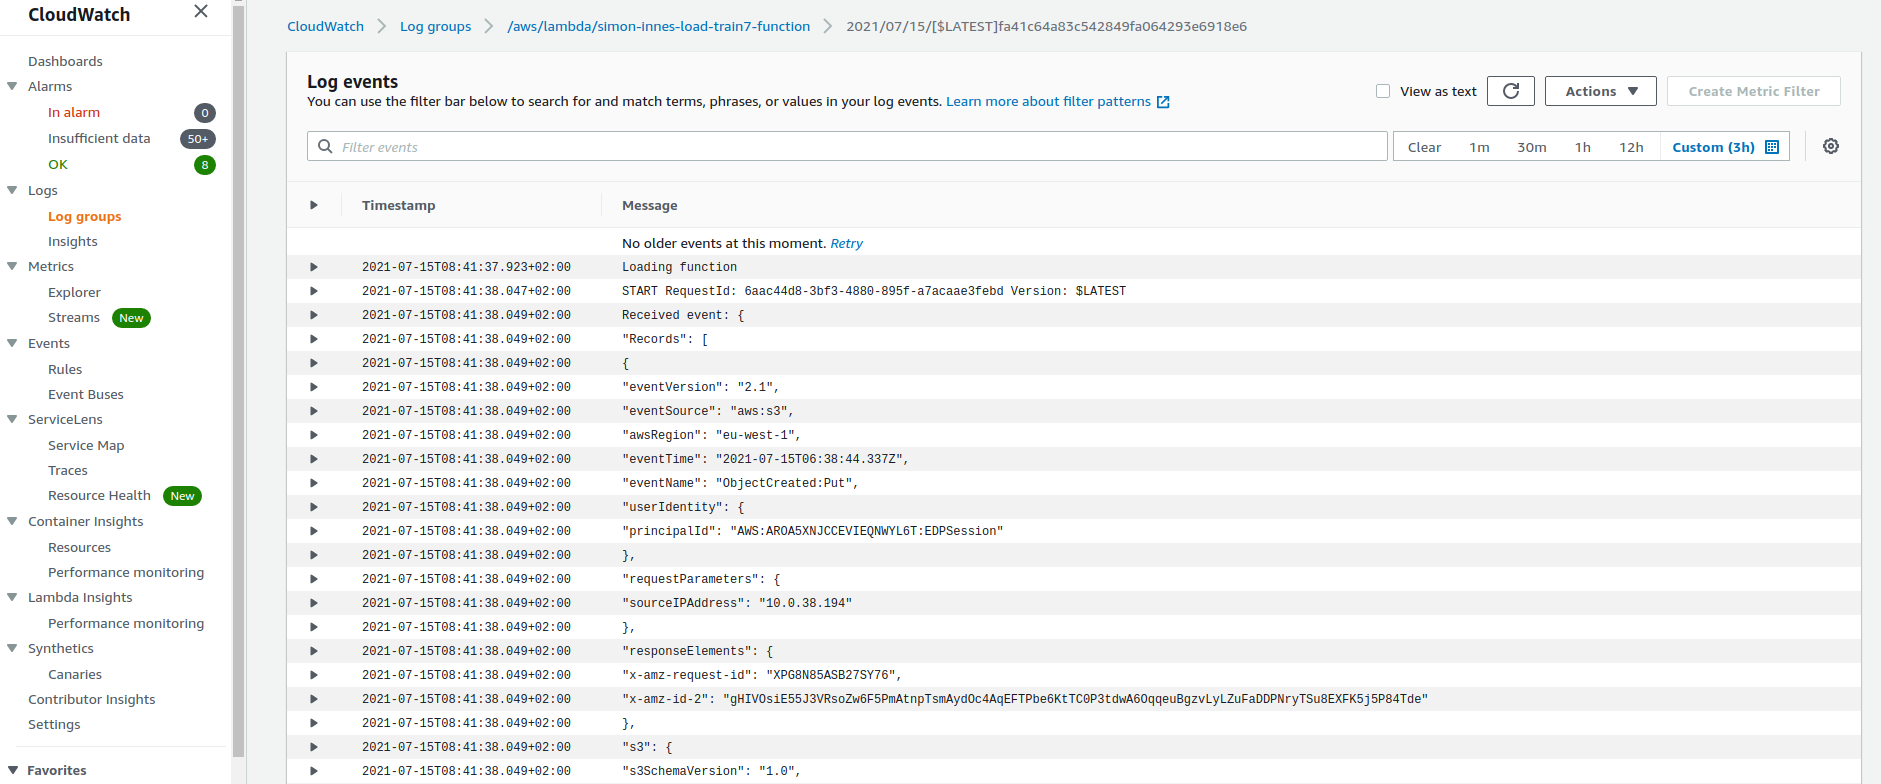 CloudWatch
Dashboards
Alarms
In alarm 0
Insufficient data 50+
OK 8
Logs
Log groups
Insights
Metrics
Explorer
Streams New
Events
Rules
Event Buses
ServiceLens
Service Map
Traces
Resource Health New
Container Insights
Resources
Performance monitoring
Lambda Insights
Performance monitoring
Synthetics
Canaries
Contributor Insights
Settings
Favorites
CloudWatch Log groups /aws/lambda/simon-innes-load-train7-function 2021/07/15/[$LATEST]fa41c64a83c542849fa064293e6918e6
Log events
You can use the filter bar below to search for and match terms, phrases, or values in your log events. Learn more about filter patterns
View as text Actions Create Metric Filter
Filter events Clear 1m 30m 1h 12h Custom (3h)
Timestamp Message
No older events at this moment. Retry
2021-07-15T08:41:37.923+02:00 Loading function
2021-07-15T08:41:38.047+02:00 START RequestId: 6aac44d8-3bf3-4880-895f-a7acaae3febd Version: $LATEST
2021-07-15T08:41:38.049+02:00 Received event: {
2021-07-15T08:41:38.049+02:00 "Records": [
2021-07-15T08:41:38.049+02:00 {
2021-07-15T08:41:38.049+02:00 "eventVersion": "2.1",
2021-07-15T08:41:38.049+02:00 "eventSource": "aws:s3",
2021-07-15T08:41:38.049+02:00 "awsRegion": "eu-west-1",
2021-07-15T08:41:38.049+02:00 "eventTime": "2021-07-15T06:38:44.337Z",
2021-07-15T08:41:38.049+02:00 "eventName": "ObjectCreated:Put",
2021-07-15T08:41:38.049+02:00 "userIdentity": {
2021-07-15T08:41:38.049+02:00 "principalId": "AWS:AROA5XNJCCEVIEQNWYL6T:EDPSession"
2021-07-15T08:41:38.049+02:00 },
2021-07-15T08:41:38.049+02:00 "requestParameters": {
2021-07-15T08:41:38.049+02:00 "sourceIPAddress": "10.0.38.194"
2021-07-15T08:41:38.049+02:00 },
2021-07-15T08:41:38.049+02:00 "responseElements": {
2021-07-15T08:41:38.049+02:00 "x-amz-request-id": "XPG8N85ASB27SY76",
2021-07-15T08:41:38.049+02:00 "x-amz-id-2": "gHIVOsiE55J3VRsoZw6F5PmAtnpTsmAydOc4AqEFTPbe6KtTC0P3tdwA6OqqeuBgzvLyLZuFaDDPNryTSu8EXFK5j5P84Tde"
2021-07-15T08:41:38.049+02:00 },
2021-07-15T08:41:38.049+02:00 "s3": {
2021-07-15T08:41:38.049+02:00 "s3SchemaVersion": "1.0",